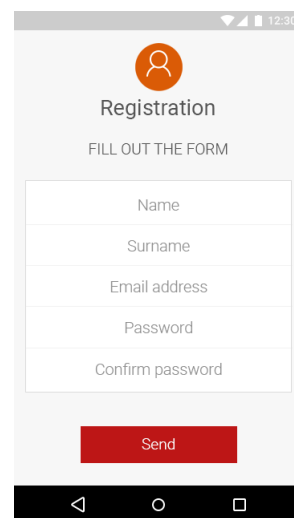 12:30
Registration
FILL OUT THE FORM
Name
Surname
Email address
Password
Confirm password
Send